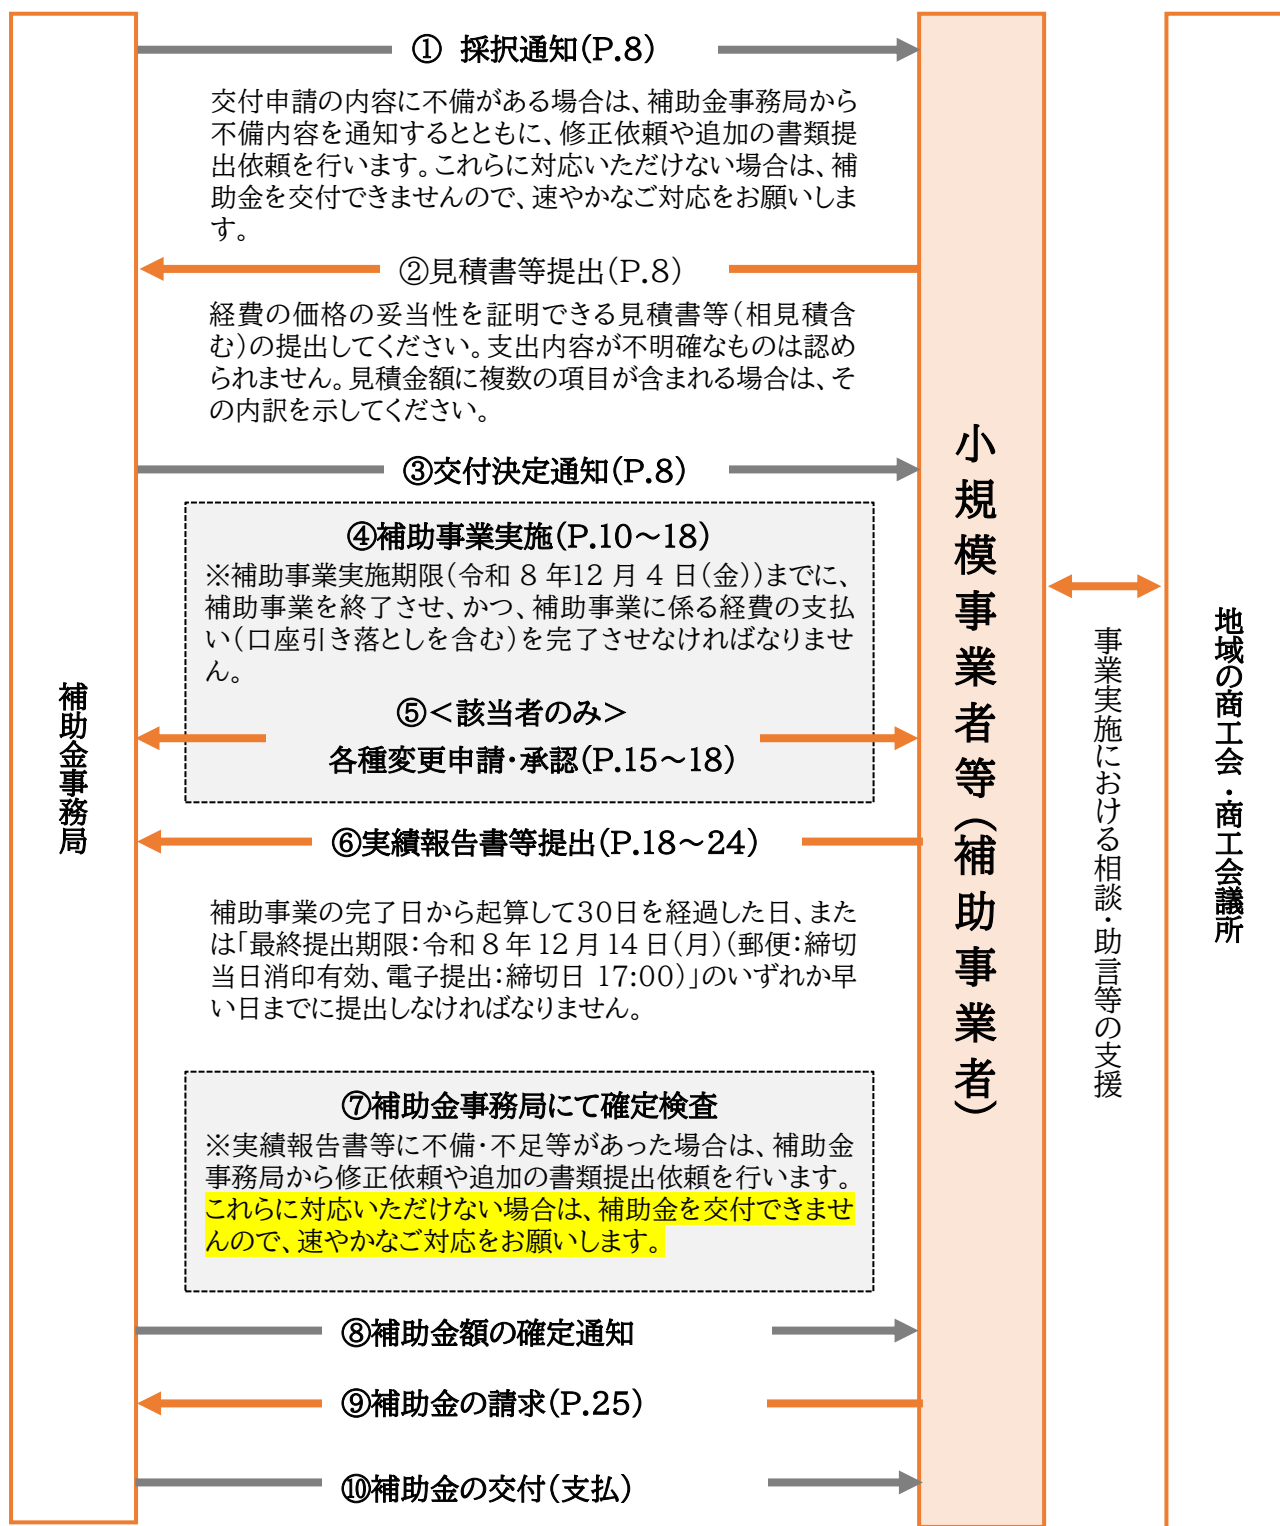 ① 採択通知(P.8)
交付申請の内容に不備がある場合は、補助金事務局から
不備内容を通知するとともに、修正依頼や追加の書類提
出依頼を行います。これらに対応いただけない場合は、補
助金を交付できませんので、速やかなご対応をお願いしま
す。
②見積書等提出(P.8)
経費の価格の妥当性を証明できる見積書等(相見積含
む)の提出してください。支出内容が不明確なものは認め
られません。見積金額に複数の項目が含まれる場合は、そ
の内訳を示してください。
③交付決定通知(P.8)
④補助事業実施(P.10～18)
※補助事業実施期限(令和 8 年12 月 4 日(金))までに、
補助事業を終了させ、かつ、補助事業に係る経費の支払
い(口座引き落としを含む)を完了させなければなりませ
ん。
⑤＜該当者のみ＞
各種変更申請・承認(P.15～18)
⑥実績報告書等提出(P.18～24)
補助事業の完了日から起算して30日を経過した日、また
は「最終提出期限：令和 8 年 12 月 14 日(月)(郵便：締切
当日消印有効、電子提出：締切日 17:00)」のいずれか早
い日までに提出しなければなりません。
⑦補助金事務局にて確定検査
※実績報告書等に不備・不足等があった場合は、補助金
事務局から修正依頼や追加の書類提出依頼を行います。
これらに対応いただけない場合は、補助金を交付できませ
んので、速やかなご対応をお願いします。
⑧補助金額の確定通知
⑨補助金の請求(P.25)
⑩補助金の交付(支払)
補助金事務局
小規模事業者等(補助事業者)
事業実施における相談・助言等の支援
地域の商工会・商工会議所